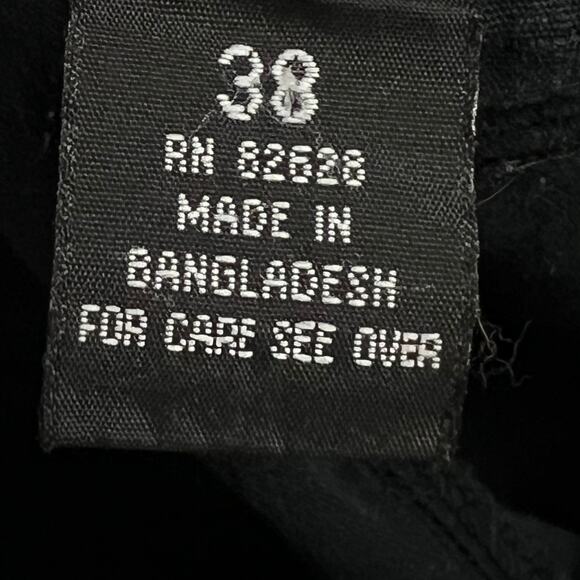 38
RN 82628
MADE IN
BANGLADESH
FOR CARE SEE OVER